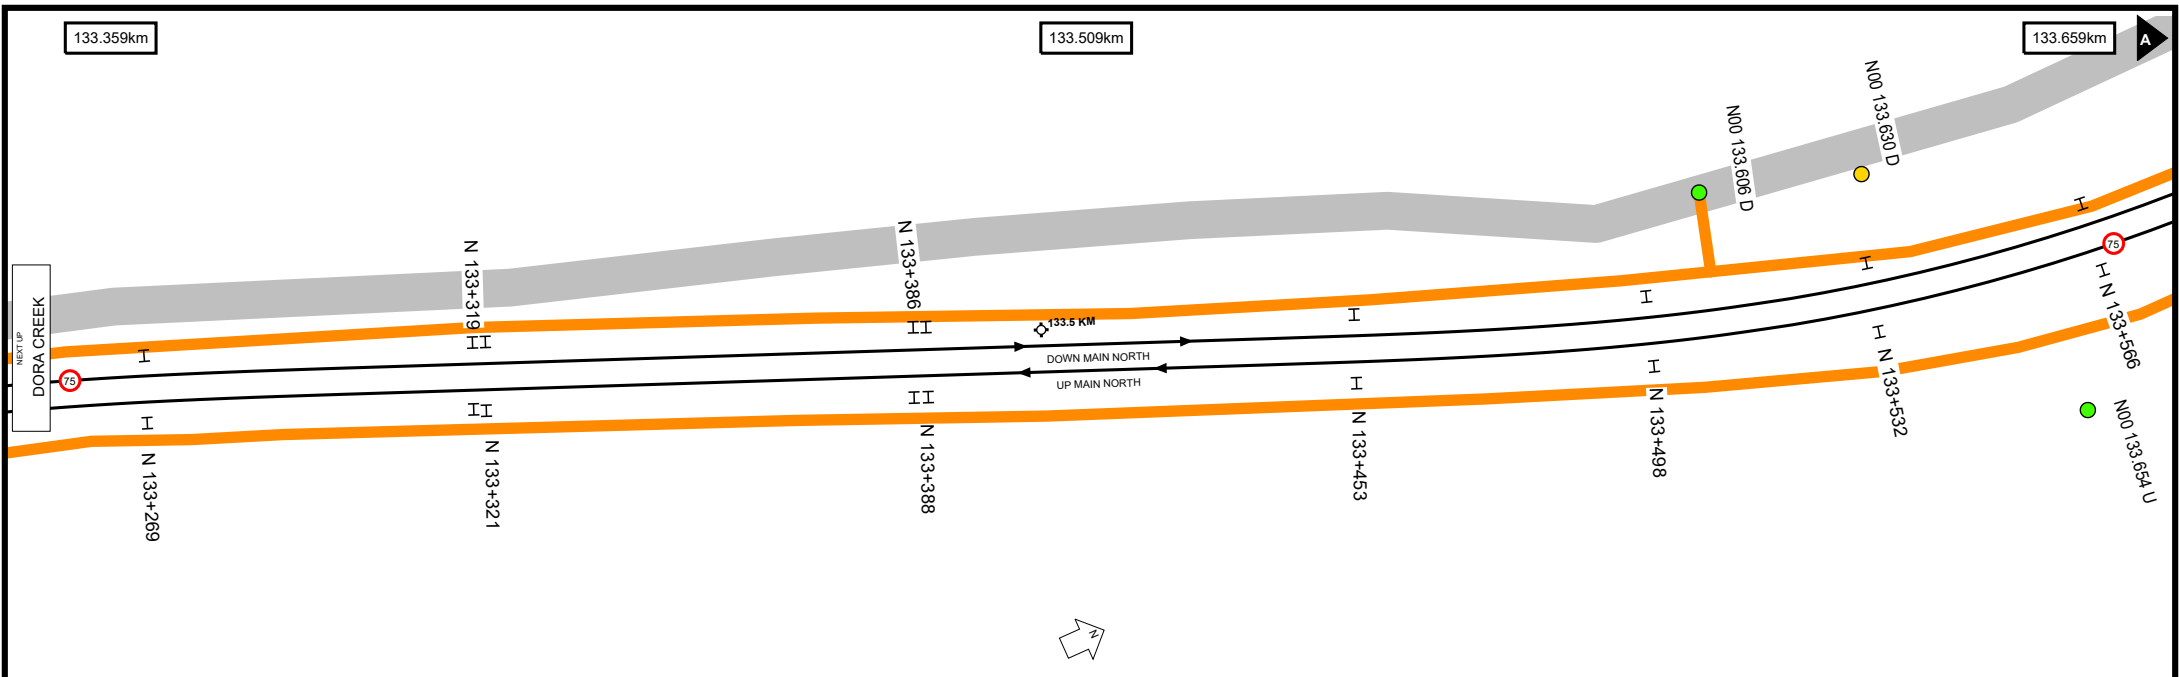 133.359km
133.509km
133.659km
A
N00 133.630 D
N00 133.606 D
N 133+319
N 133+386
133.5 KM
NEXT UP
DORA CREEK
75
75
DOWN MAIN NORTH
UP MAIN NORTH
N 133+269
N 133+321
N 133+388
N 133+453
N 133+498
N 133+532
N 133+566
N00 133.654 U
N